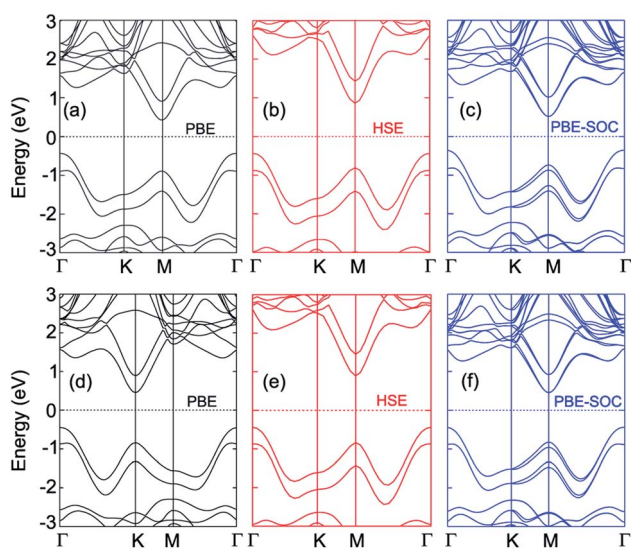 3
2
1
0
-1
-2
-3
Energy (eV)
(a)
PBE
(b)
HSE
(c)
PBE-SOC
Γ K M Γ K M Γ K M Γ
3
2
1
0
-1
-2
-3
Energy (eV)
(d)
PBE
(e)
HSE
(f)
PBE-SOC
Γ K M Γ Γ K M Γ Γ K M Γ